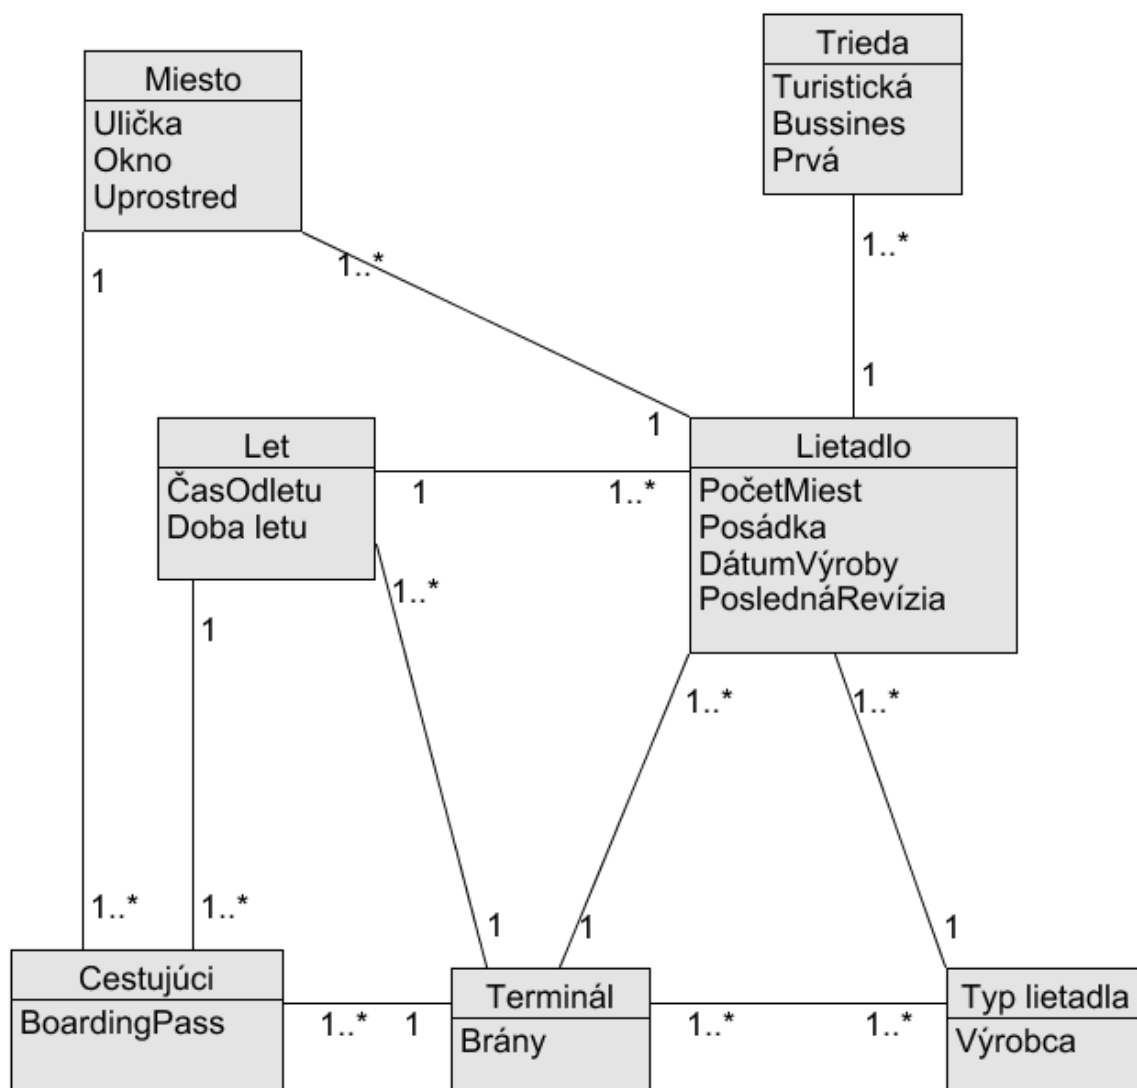 Trieda
Turistická
Bussines
Prvá
Miesto
Ulička
Okno
Uprostred
1..*
1..*
1
1
1
Let
ČasOdletu
Doba letu
Lietadlo
PočetMiest
Posádka
DátumVýroby
PoslednáRevízia
1
1..*
1..*
1
1..*
1..*
1..*
1..*
1
1
1
Cestujúci
BoardingPass
Terminál
Brány
Typ lietadla
Výrobca
1..*
1
1..*
1..*